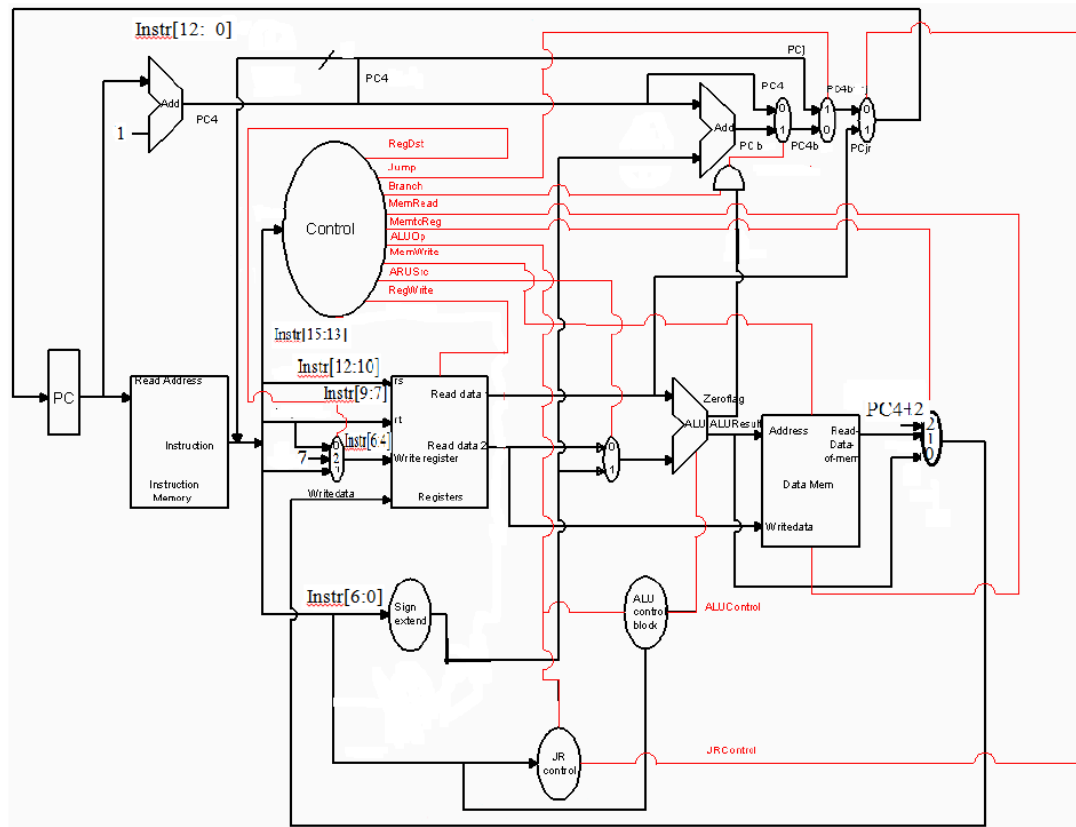 Instr[12: 0]
PCj
PC4
Add
PC4
1
PC4
PC4b
1
0
0
1
0
1
Add
PCb
PC4b
PCjr
RegDst
Jump
Branch
MemRead
MemtoReg
Control
ALUOp
MemWrite
RegWrite
Instr[15:13]
Instr[12:10]
Instr[9:7]
Instr[6:4]
PC
Read Address
Instruction
Instruction
Memory
rs
rt
Read data 1
Read data 2
0
2
7
Write register
Writedata
Registers
0
1
Zeroflag
ALU
ALUResult
Address
Read-
Data-
of-mem
Data Mem
Writedata
PC4+2
2
1
0
Instr[6:0]
Sign
extend
ALU
control
block
ALUControl
JR
control
JRControl